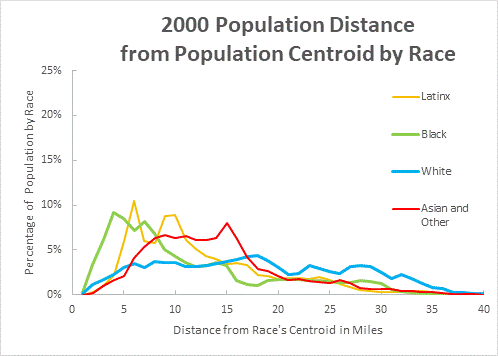 2000 Population Distance
from Population Centroid by Race
25%
20%
15%
10%
5%
0%
Percentage of Population by Race
0 5 10 15 20 25 30 35 40
Distance from Race's Centroid in Miles
Latinx
Black
White
Asian and
Other